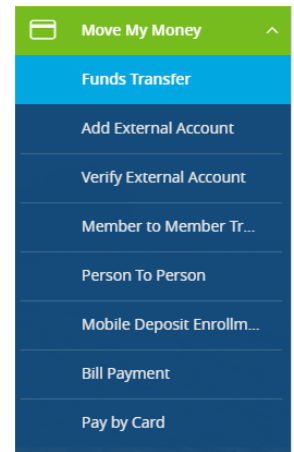 Move My Money
Funds Transfer
Add External Account
Verify External Account
Member to Member Tr...
Person To Person
Mobile Deposit Enrollm...
Bill Payment
Pay by Card